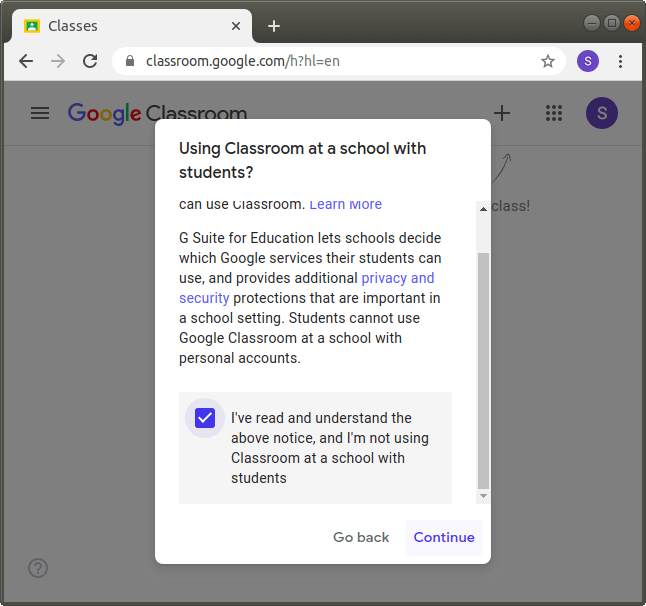 Classes
classroom.google.com/h?hl=en
S
Google Classroom
S
Using Classroom at a school with
students?
class!
can use Classroom. Learn More
G Suite for Education lets schools decide
which Google services their students can
use, and provides additional privacy and
security protections that are important in
a school setting. Students cannot use
Google Classroom at a school with
personal accounts.
I've read and understand the
above notice, and I'm not using
Classroom at a school with
students
Go back Continue